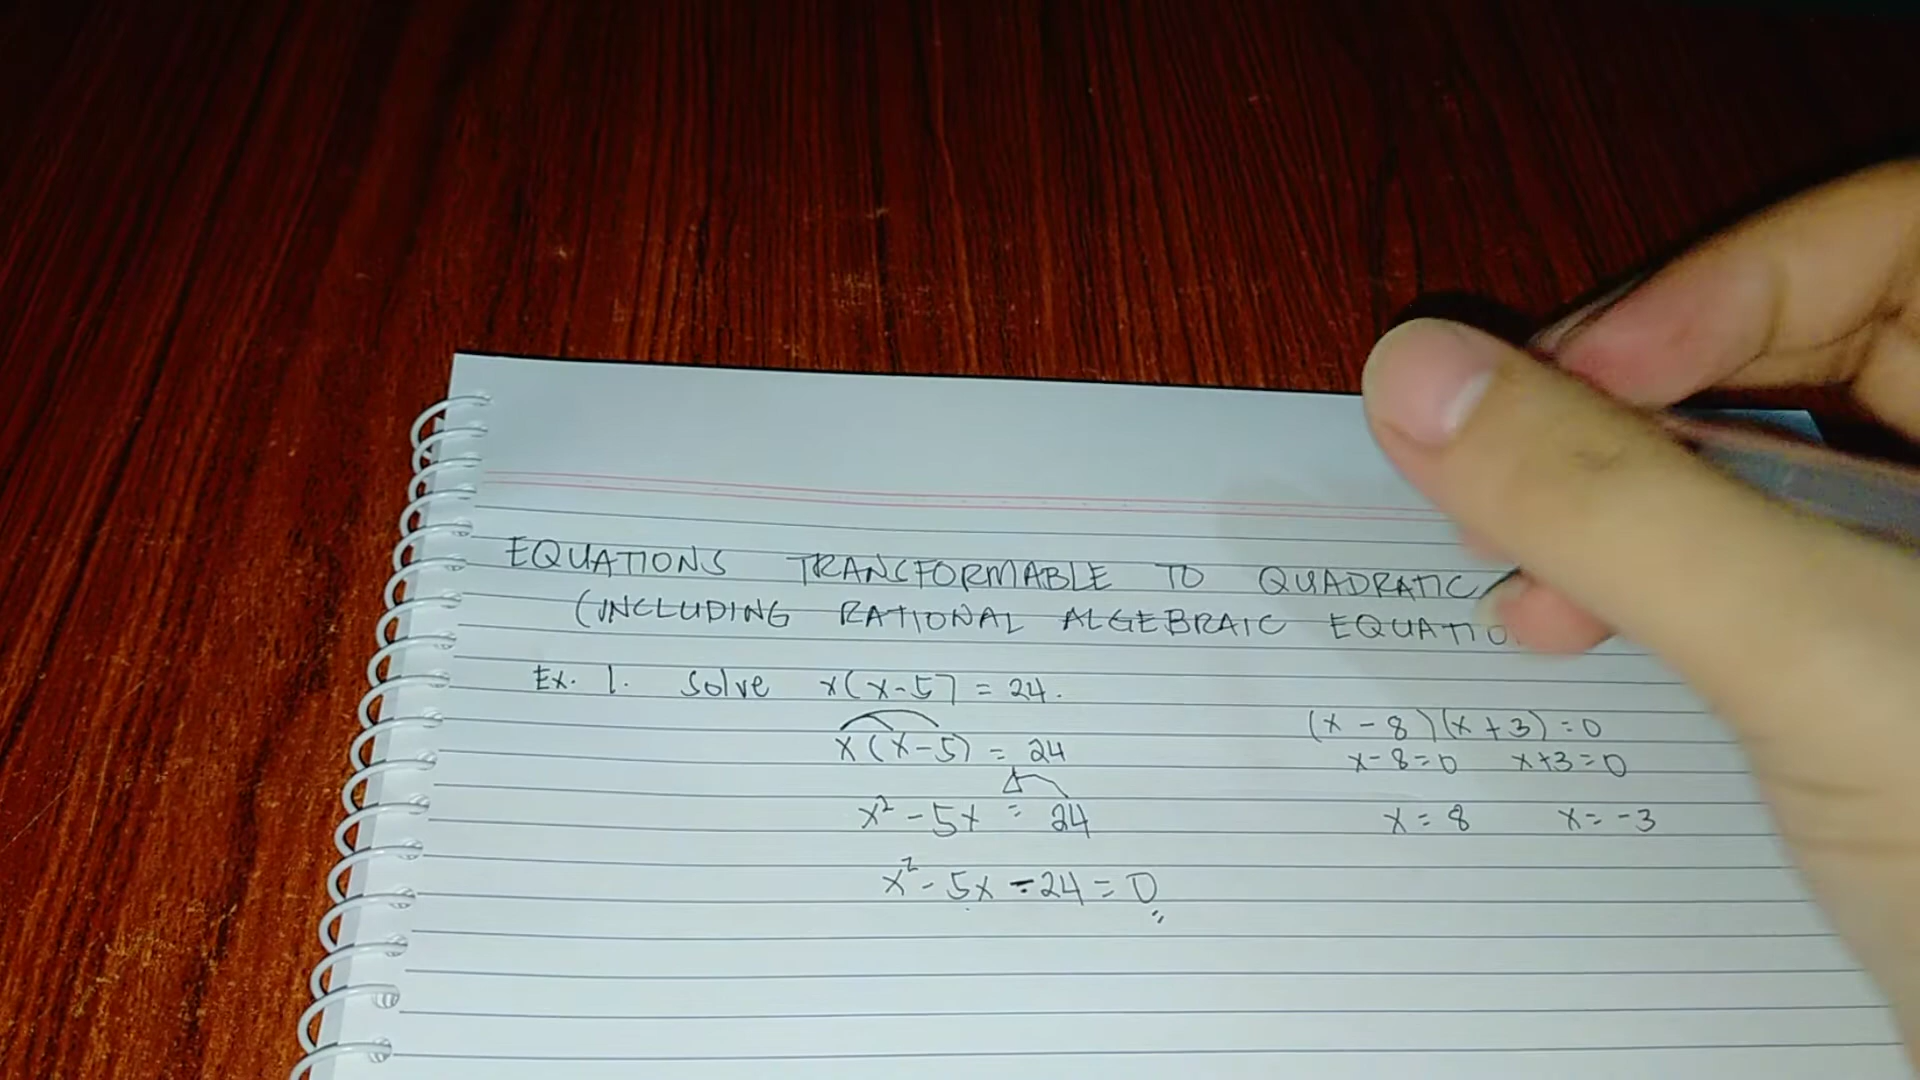 EQUATIONS TRANSFORMABLE TO QUADRATIC
(INCLUDING RATIONAL ALGEBRAIC
Ex. 1. Solve x(x-5) = 24.
x(x-5) = 24
x² - 5x = 24
x² - 5x - 24 = 0
(x - 8)(x + 3) = 0
x-8=0 x+3=0
x = 8 x = -3